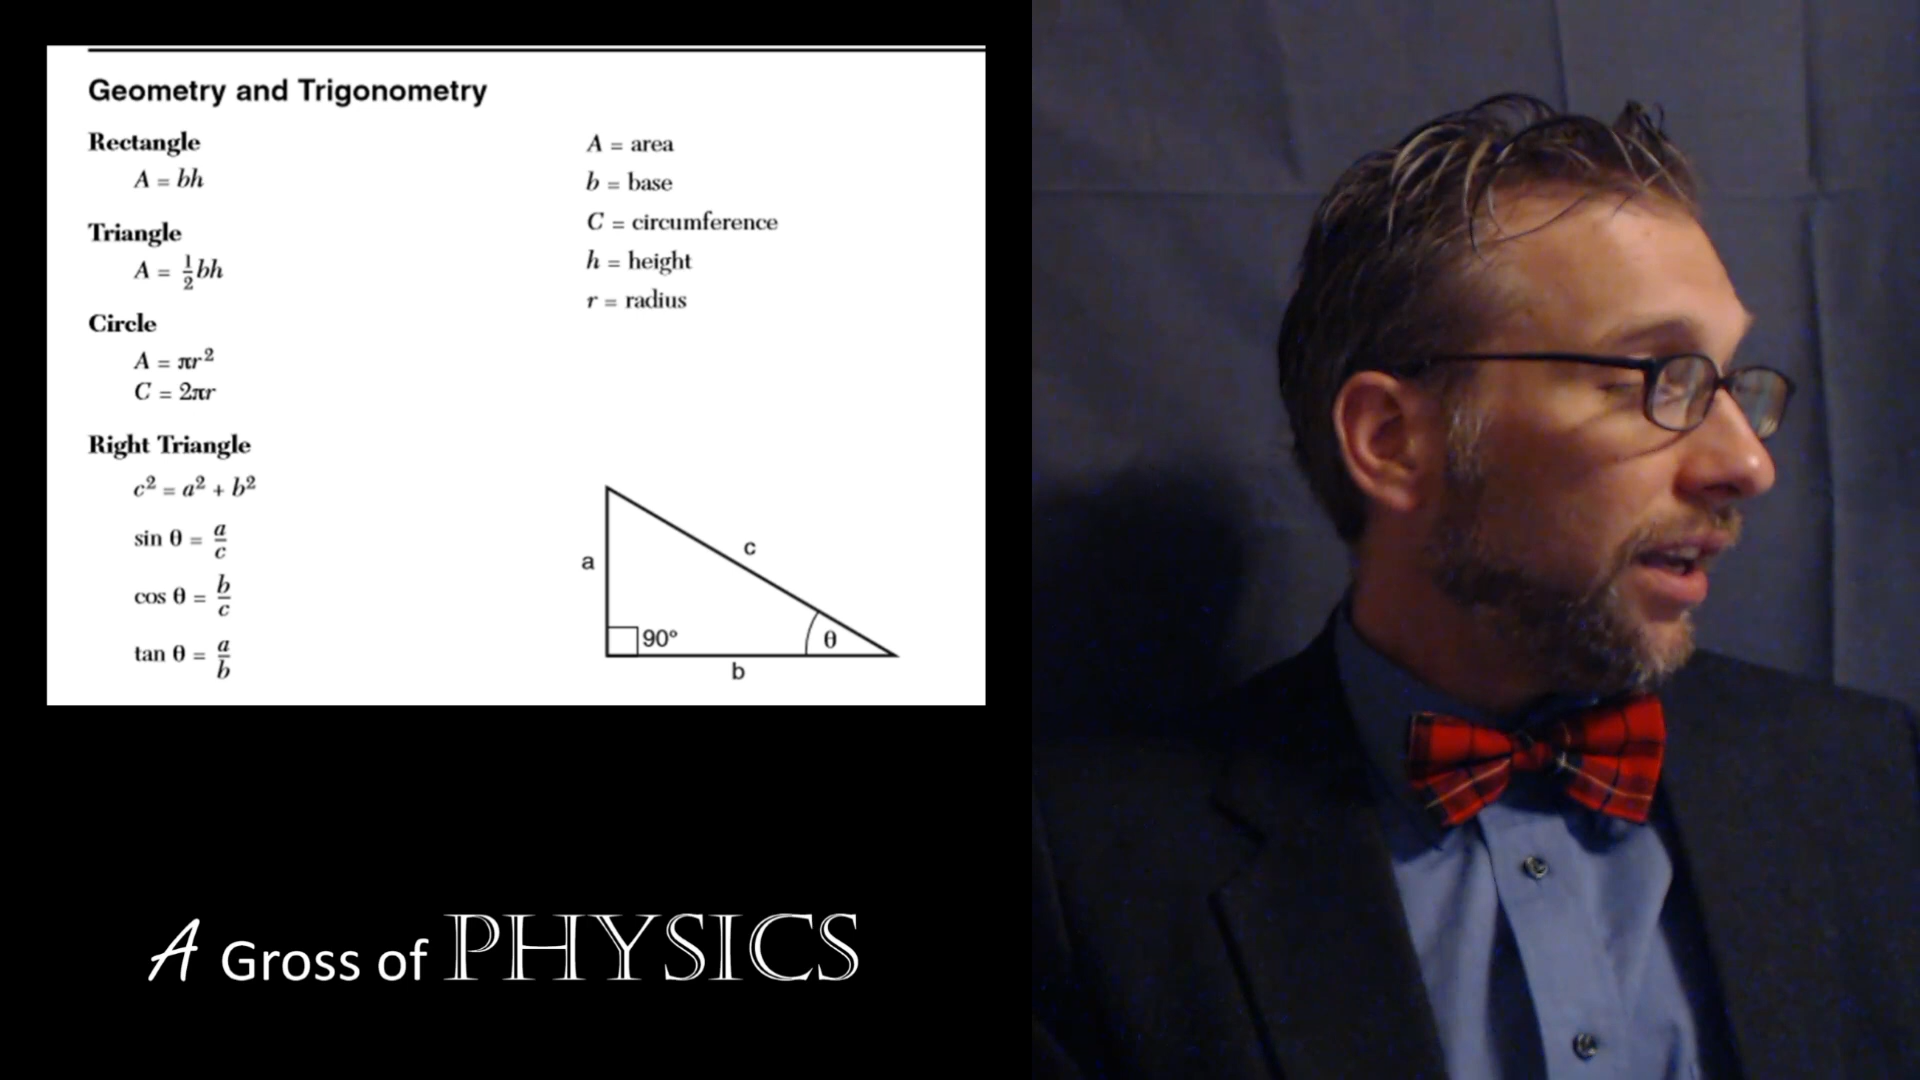 Geometry and Trigonometry
Rectangle
A = bh
Triangle
A = ½bh
Circle
A = πr²
C = 2πr
Right Triangle
c² = a² + b²
sin θ = a/c
cos θ = b/c
tan θ = a/b
A = area
b = base
C = circumference
h = height
r = radius
a
c
90°
θ
b
A Gross of PHYSICS